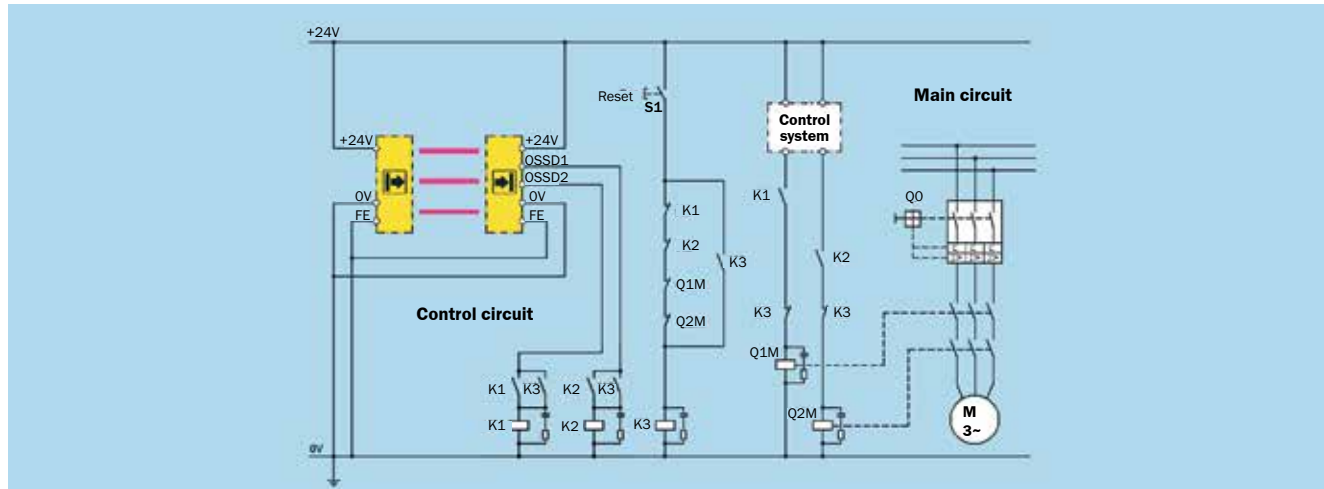 +24V
Reset
S1
Main circuit
Control
system
+24V
+24V
OSSD1
OSSD2
0V
0V
FE
FE
K1
K1
Q0
K2
K3
K2
Q1M
Control circuit
K3
K3
Q2M
Q1M
K1
K3
K2
K3
Q2M
M
3~
K1
K2
K3
0V